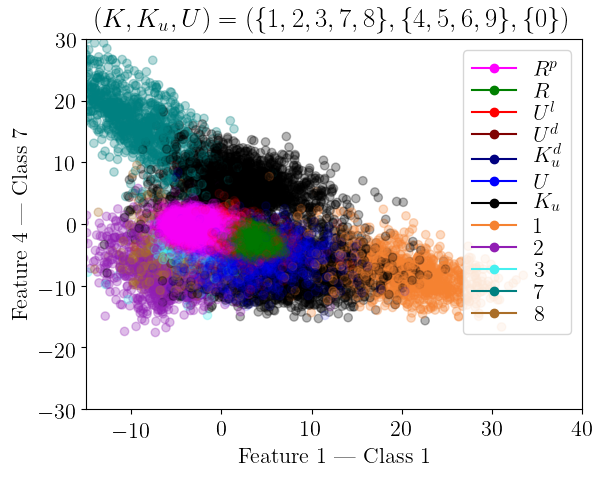 (K, K_u, U) = ({1, 2, 3, 7, 8}, {4, 5, 6, 9}, {0})
30
20
10
0
−10
−20
−30
Feature 4 — Class 7
−10
0
10
20
30
40
Feature 1 — Class 1
R^p
R
U^l
U^d
K_u^d
U
K_u
1
2
3
7
8